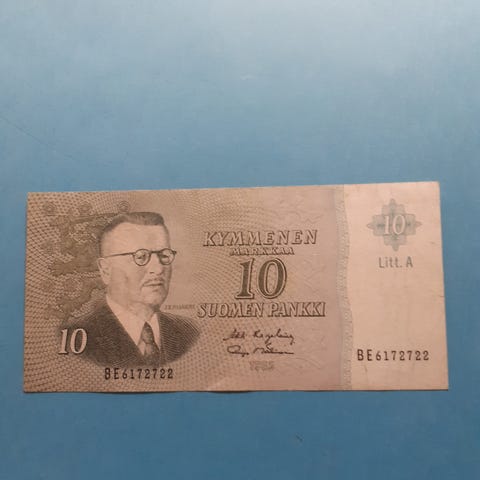 KYMMENEN
MARKKAA
10
SUOMEN PANKKI
10
Litt. A
10
BE6172722
BE6172722